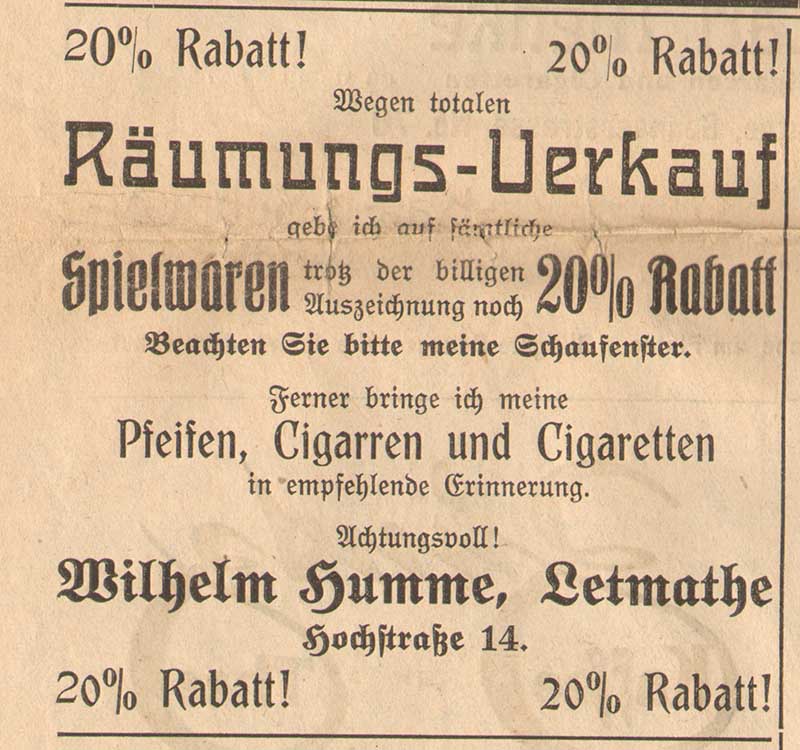 20% Rabatt! 20% Rabatt!
Wegen totalen
Räumungs-Verkauf
gebe ich auf sämtliche
Spielwaren trotz der billigen Auszeichnung noch 20% Rabatt
Beachten Sie bitte meine Schaufenster.
Ferner bringe ich meine
Pfeifen, Cigarren und Cigaretten
in empfehlende Erinnerung.
Achtungsvoll!
Wilhelm Humme, Letmathe
Hochstraße 14.
20% Rabatt! 20% Rabatt!